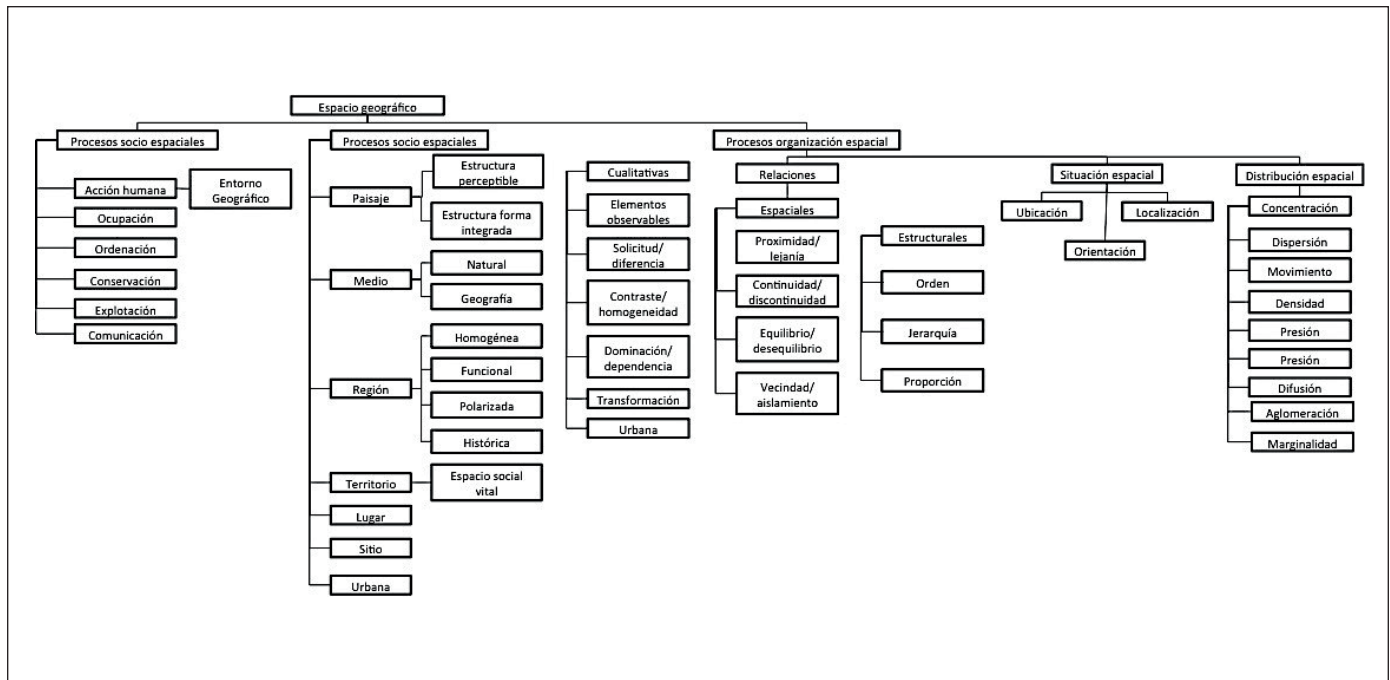 Espacio geográfico
Procesos socio espaciales
Acción humana
Entorno
Geográfico
Ocupación
Ordenación
Conservación
Explotación
Comunicación
Procesos socio espaciales
Paisaje
Estructura
perceptible
Estructura forma
integrada
Medio
Natural
Geografía
Región
Homogénea
Funcional
Polarizada
Histórica
Territorio
Espacio social
vital
Lugar
Sitio
Urbana
Cualitativas
Elementos
observables
Solicitud/
diferencia
Contraste/
homogeneidad
Dominación/
dependencia
Transformación
Urbana
Procesos organización espacial
Relaciones
Espaciales
Proximidad/
lejanía
Continuidad/
discontinuidad
Equilibrio/
desequilibrio
Vecindad/
aislamiento
Estructurales
Orden
Jerarquía
Proporción
Situación espacial
Ubicación
Localización
Orientación
Distribución espacial
Concentración
Dispersión
Movimiento
Densidad
Presión
Presión
Difusión
Aglomeración
Marginalidad